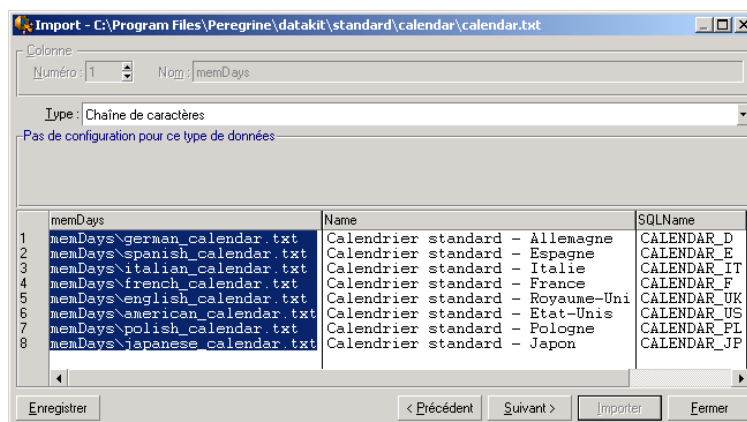 Import - C:\Program Files\Peregrine\datakit\standard\calendar\calendar.txt
Colonne
Numéro : 1 Nom : memDays
Type : Chaîne de caractères
Pas de configuration pour ce type de données
memDays Name SQLName
1 memDays\german_calendar.txt Calendrier standard - Allemagne CALENDAR_D
2 memDays\spanish_calendar.txt Calendrier standard - Espagne CALENDAR_E
3 memDays\italian_calendar.txt Calendrier standard - Italie CALENDAR_IT
4 memDays\french_calendar.txt Calendrier standard - France CALENDAR_F
5 memDays\english_calendar.txt Calendrier standard - Royaume-Uni CALENDAR_UK
6 memDays\american_calendar.txt Calendrier standard - Etat-Unis CALENDAR_US
7 memDays\polish_calendar.txt Calendrier standard - Pologne CALENDAR_PL
8 memDays\japanese_calendar.txt Calendrier standard - Japon CALENDAR_JP
Enregistrer < Précédent Suivant > Importer Fermer